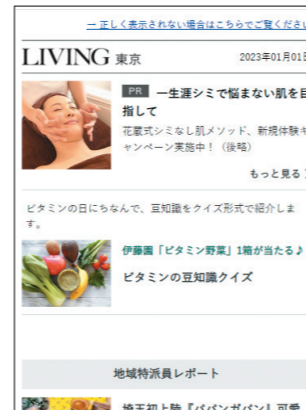 → 正しく表示されない場合はこちらでご覧ください
LIVING 東京
2023年01月01日
PR 一生涯シミで悩まない肌を目
指して
花蔵式シミなし肌メソッド、新規体験キ
ャンペーン実施中！（後略）
もっと見る
ビタミンの日にちなんで、豆知識をクイズ形式で紹介しま
す。
伊藤園「ビタミン野菜」1箱が当たる♪
ビタミンの豆知識クイズ
地域特派員レポート
埼玉初上陸『パパンガパン』可愛